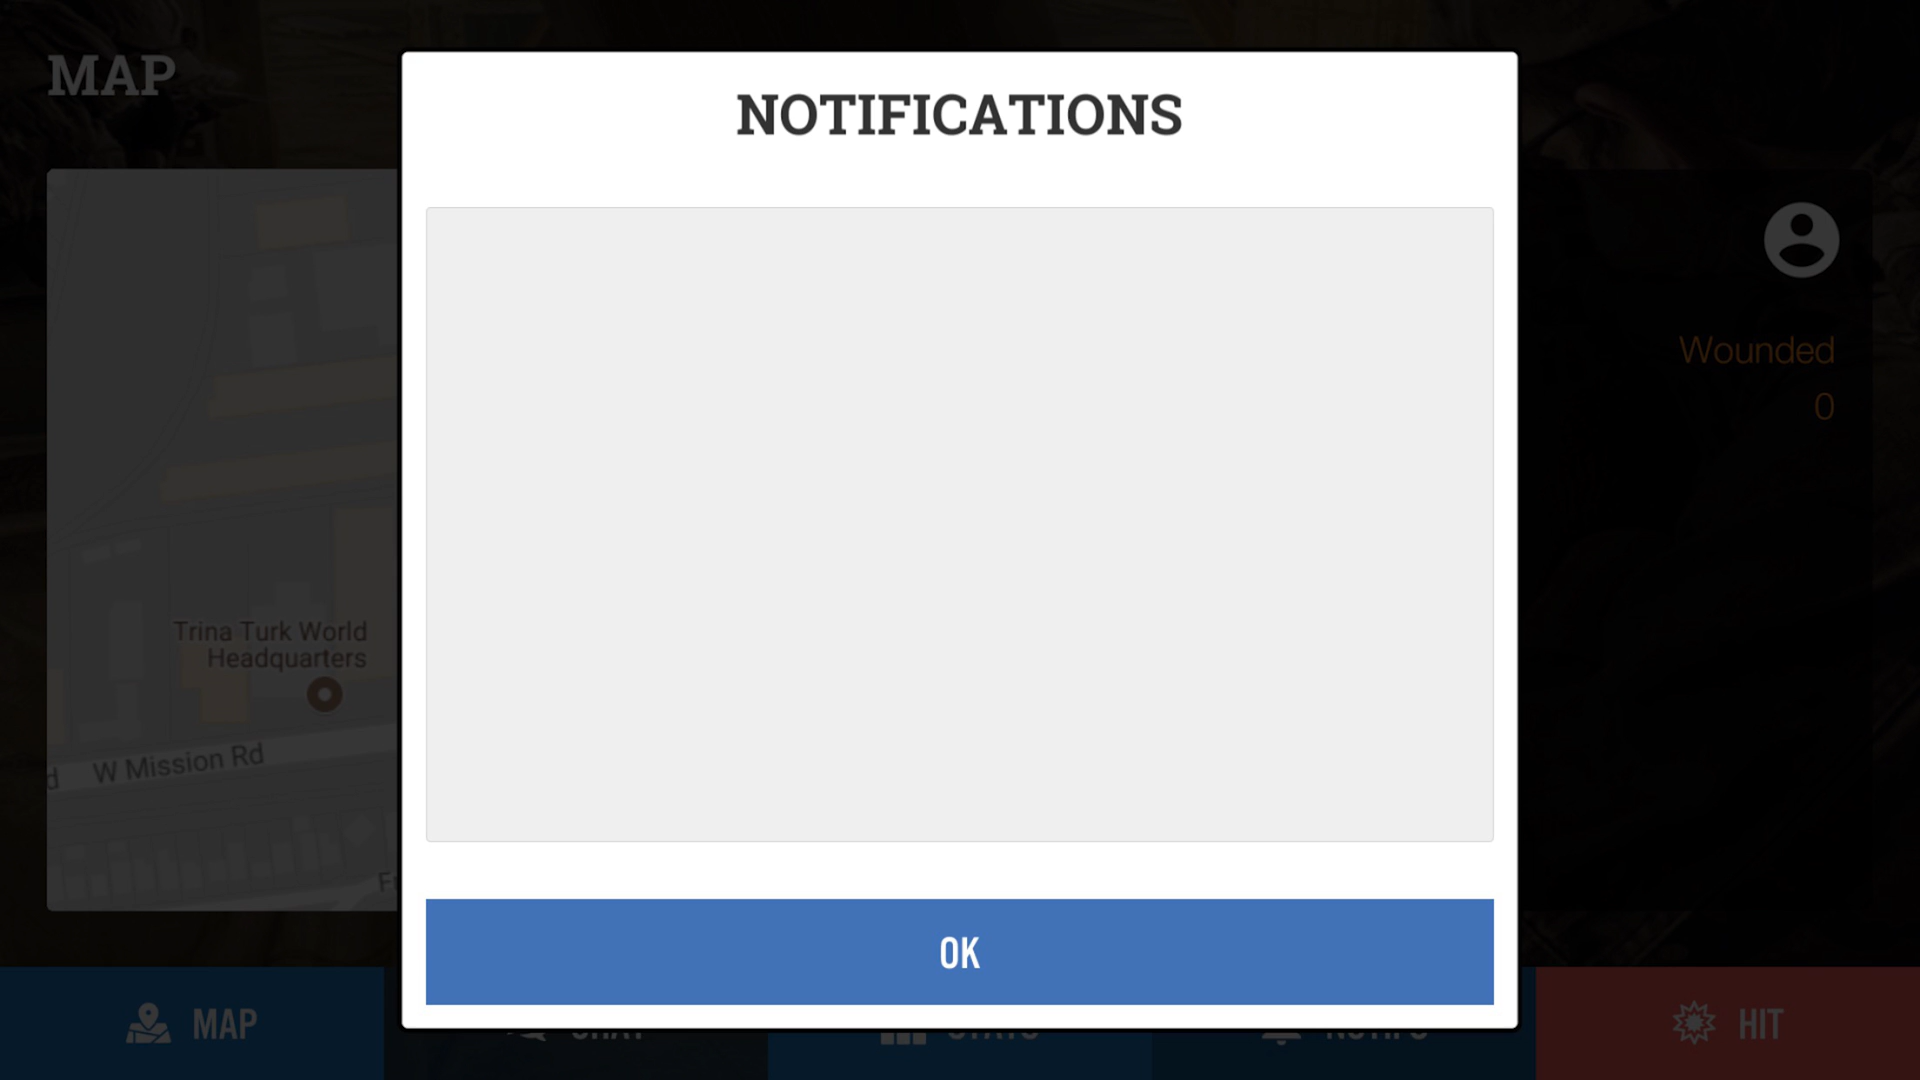 MAP
NOTIFICATIONS
Wounded
0
Trina Turk World
Headquarters
W Mission Rd
OK
MAP
HIT